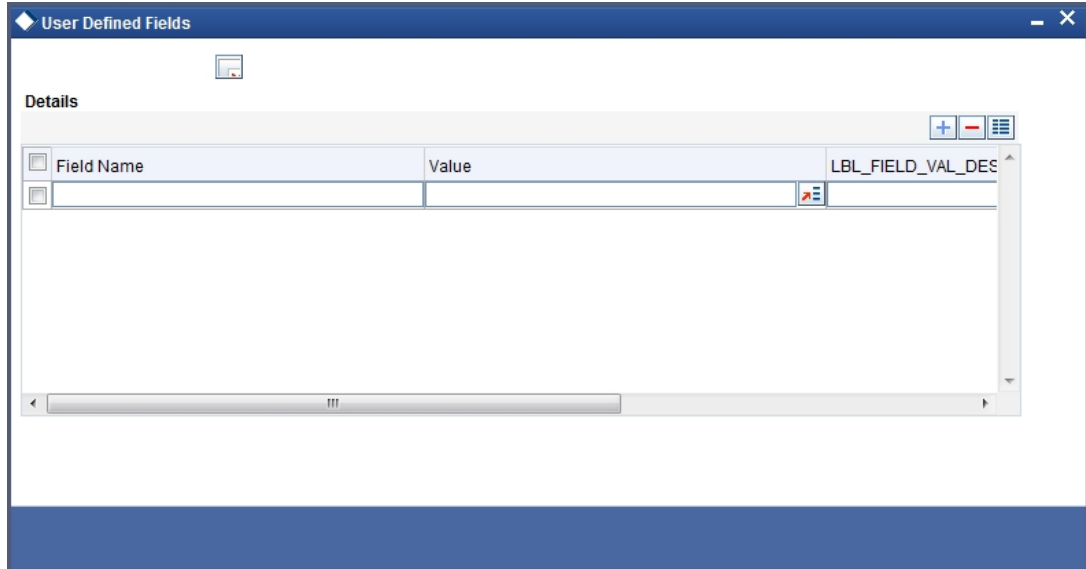 User Defined Fields
Details
Field Name Value LBL_FIELD_VAL_DES